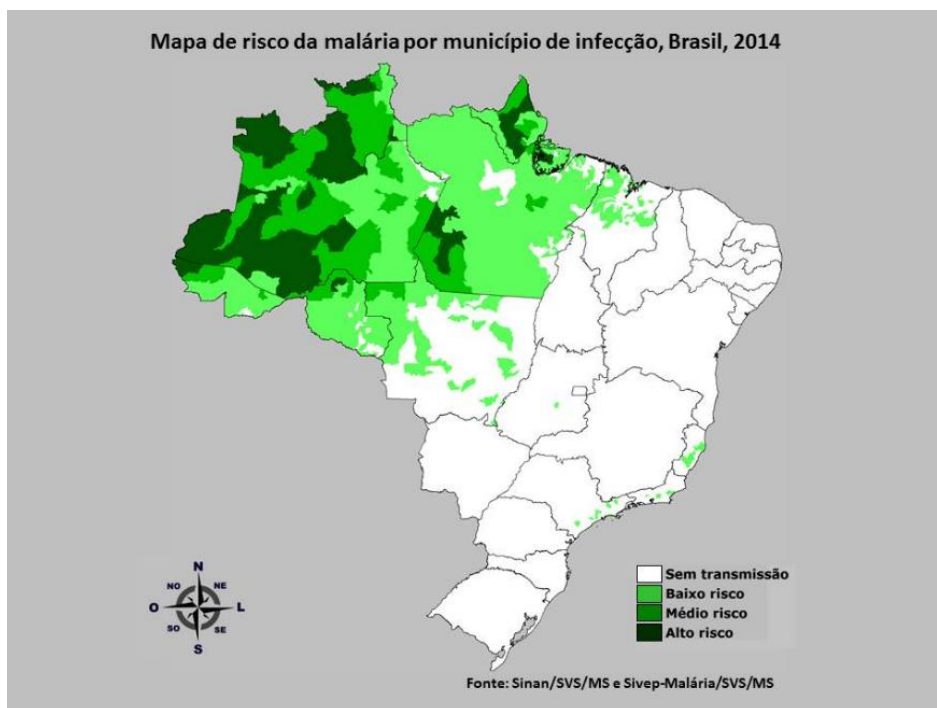 Mapa de risco da malária por município de infecção, Brasil, 2014
N
NO NE
O L
SO SE
S
Sem transmissão
Baixo risco
Médio risco
Alto risco
Fonte: Sinan/SVS/MS e Sivep-Malária/SVS/MS